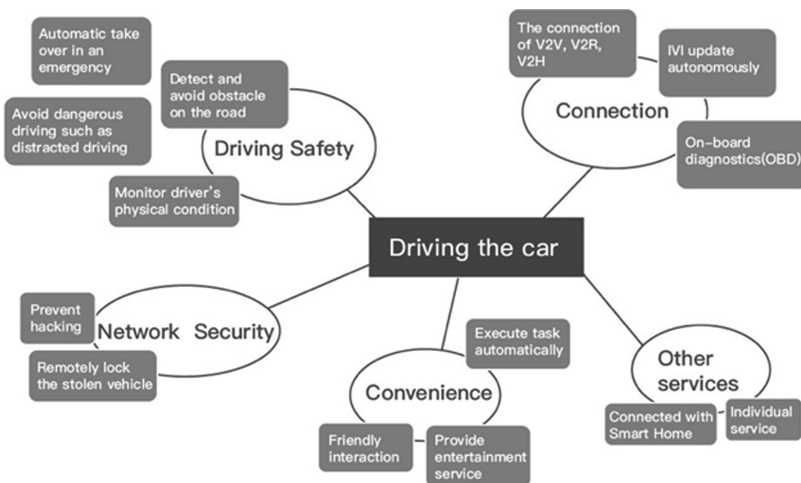 Automatic take
over in an
emergency
Detect and
avoid obstacle
on the road
Avoid dangerous
driving such as
distracted driving
Driving Safety
Monitor driver's
physical condition
The connection
of V2V, V2R,
V2H
IVI update
autonomously
Connection
On-board
diagnostics(OBD)
Driving the car
Prevent
hacking
Network Security
Remotely lock
the stolen vehicle
Execute task
automatically
Convenience
Friendly
interaction
Provide
entertainment
service
Other
services
Connected with
Smart Home
Individual
service